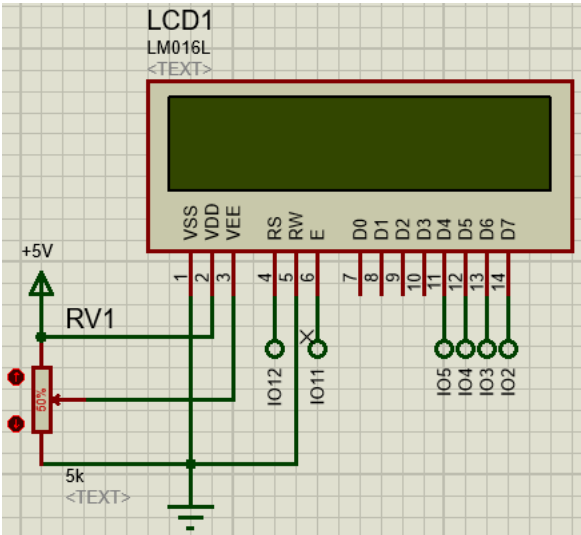 LCD1
LM016L
<TEXT>
VSS
VDD
VEE
RS
RW
E
D0
D1
D2
D3
D4
D5
D6
D7
1
2
3
4
5
6
7
8
9
10
11
12
13
14
+5V
RV1
50%
5k
<TEXT>
IO12
IO11
IO5
IO4
IO3
IO2